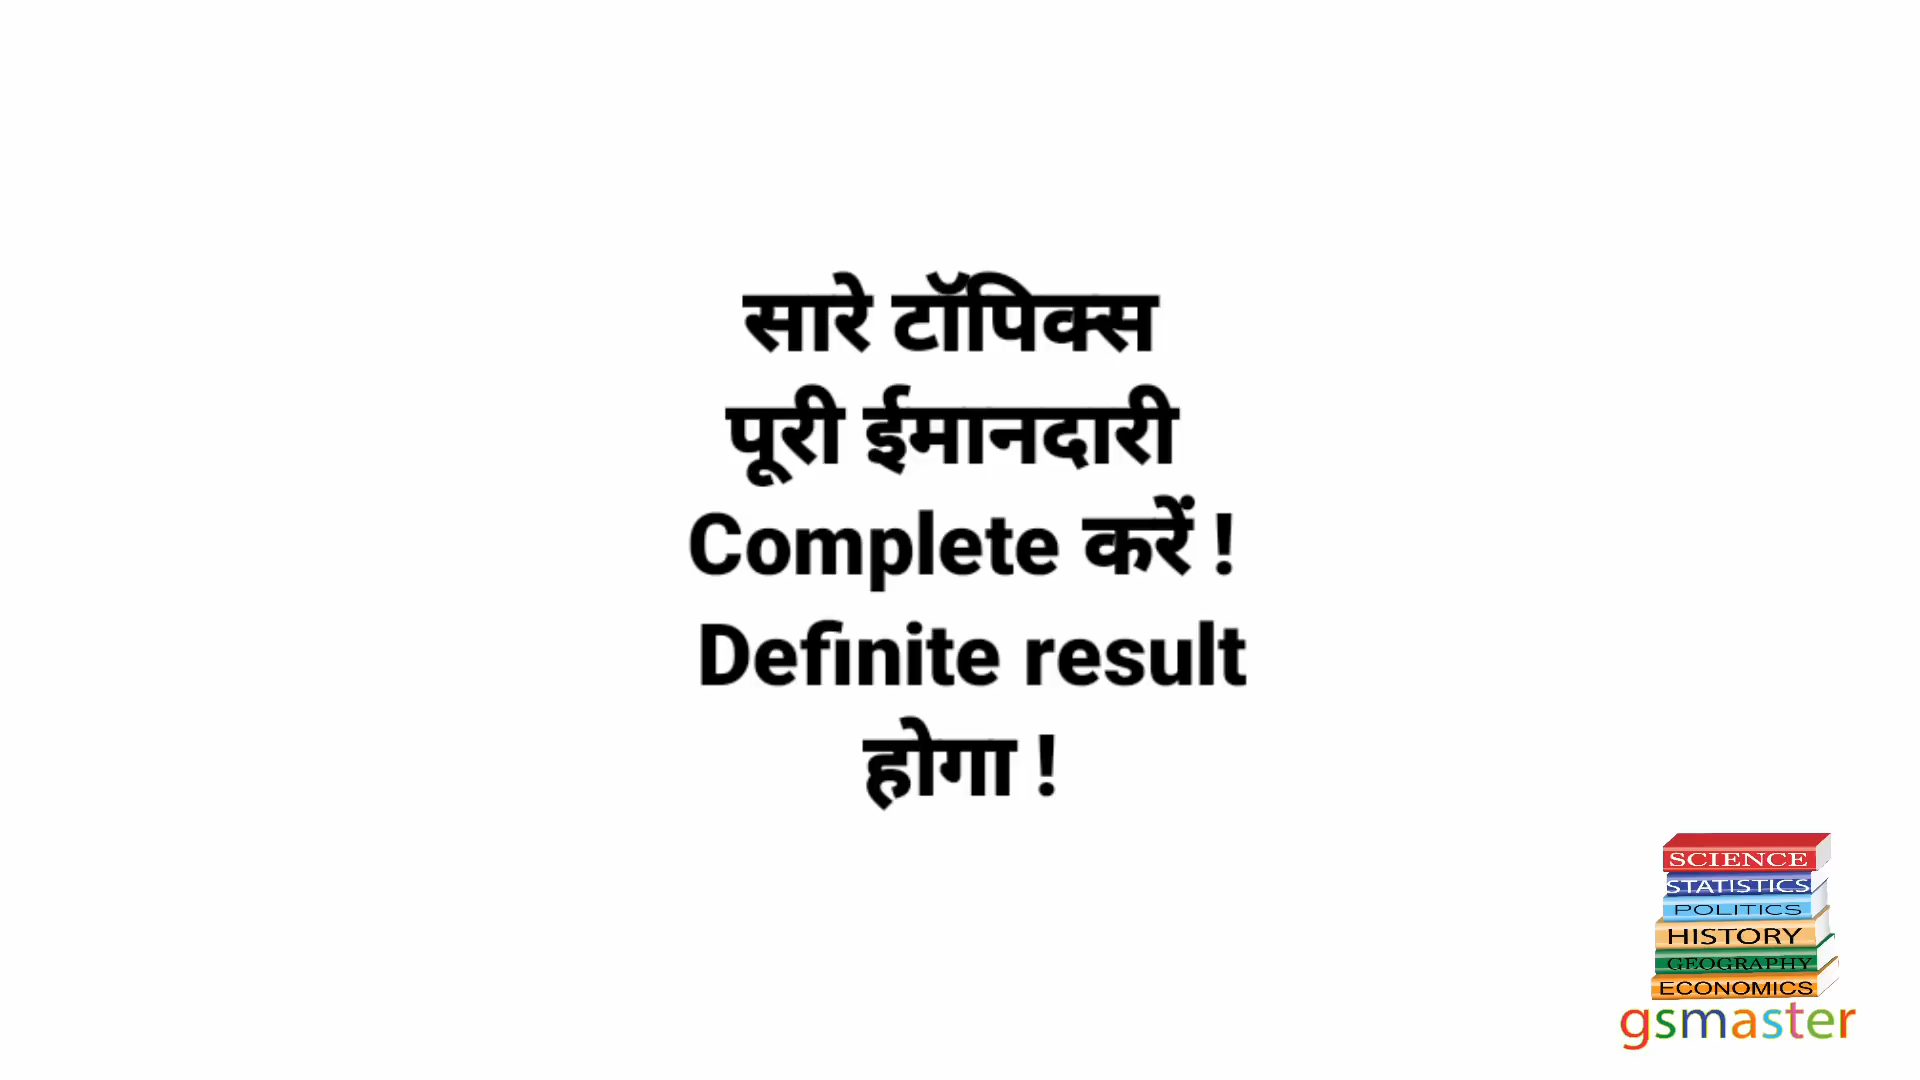 सारे टॉपिक्स
पूरी ईमानदारी
Complete करें !
Definite result
होगा !
SCIENCE
STATISTICS
POLITICS
HISTORY
GEOGRAPHY
ECONOMICS
gsmaster